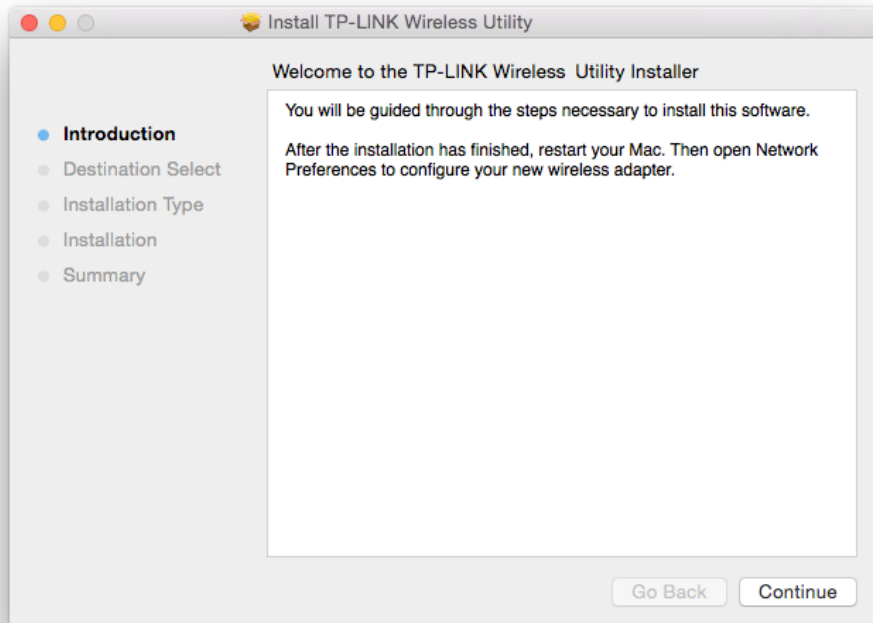 Install TP-LINK Wireless Utility
Welcome to the TP-LINK Wireless Utility Installer
Introduction
Destination Select
Installation Type
Installation
Summary
You will be guided through the steps necessary to install this software.
After the installation has finished, restart your Mac. Then open Network
Preferences to configure your new wireless adapter.
Go Back
Continue